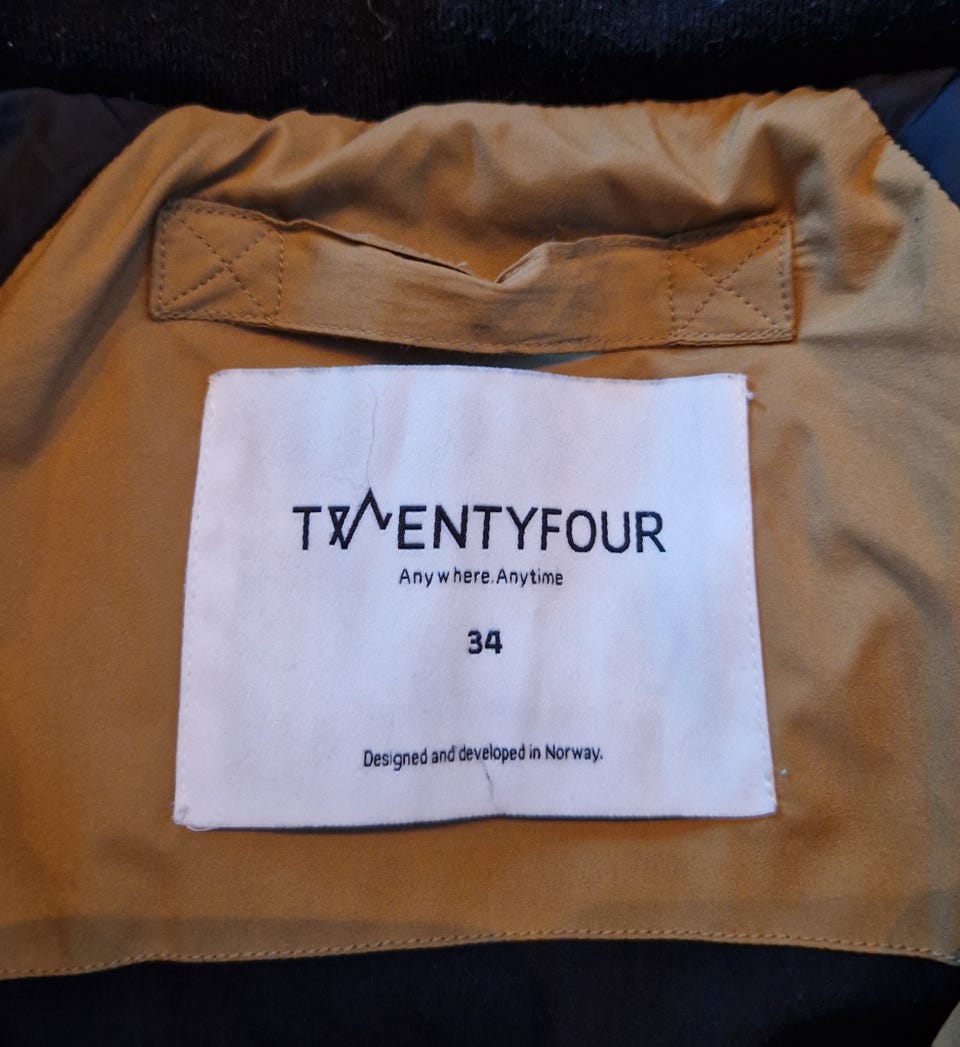 TWENTYFOUR
Anywhere.Anytime
34
Designed and developed in Norway.